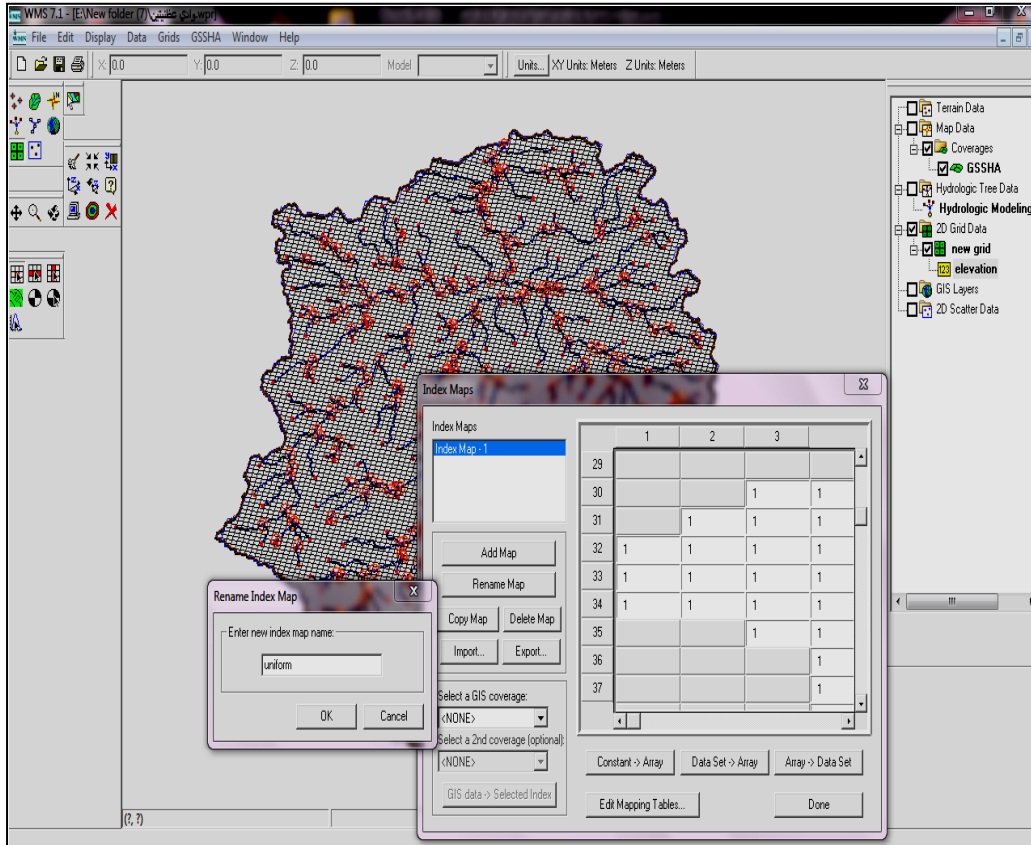 WMS 7.1 - [E:\New folder (7)\وادي عظنيتين.wpr]
File Edit Display Data Grids GSSHA Window Help
X: 0.0 Y: 0.0 Z: 0.0 Model Units... XY Units: Meters Z Units: Meters
Terrain Data
Map Data
Coverages
GSSHA
Hydrologic Tree Data
Hydrologic Modeling
2D Grid Data
new grid
123 elevation
GIS Layers
2D Scatter Data
Index Maps
Index Maps
Index Map - 1
Add Map
Rename Map
Copy Map Delete Map
Import... Export...
Select a GIS coverage:
<NONE>
Select a 2nd coverage (optional):
<NONE>
GIS data -> Selected Index
1 2 3
29
30 1 1
31 1 1 1
32 1 1 1 1
33 1 1 1 1
34 1 1 1 1
35 1 1
36 1
37 1
Constant -> Array Data Set -> Array Array -> Data Set
Edit Mapping Tables... Done
Rename Index Map
Enter new index map name:
uniform
OK Cancel
(?, ?)